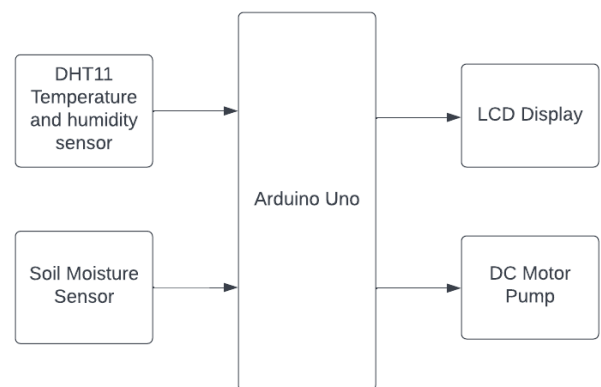 DHT11
Temperature
and humidity
sensor
LCD Display
Arduino Uno
Soil Moisture
Sensor
DC Motor
Pump